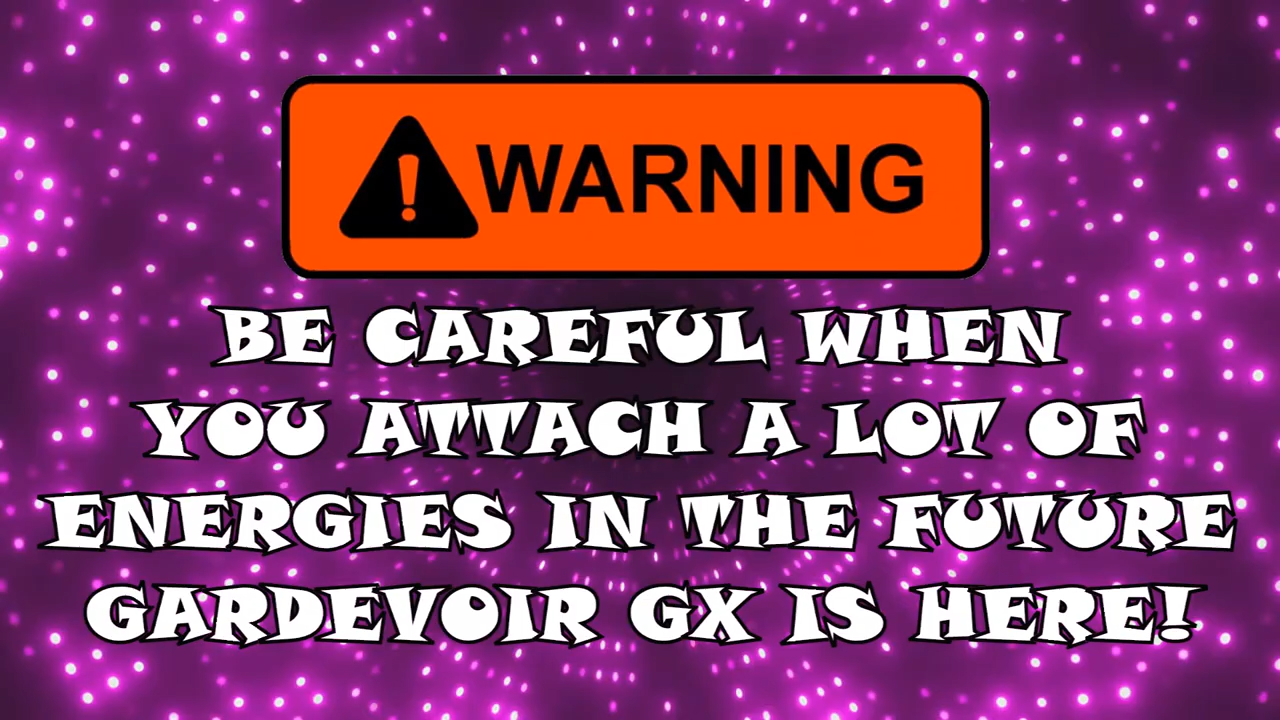 WARNING
BE CAREFUL WHEN
YOU ATTACH A LOT OF
ENERGIES IN THE FUTURE
GARDEVOIR GX IS HERE!